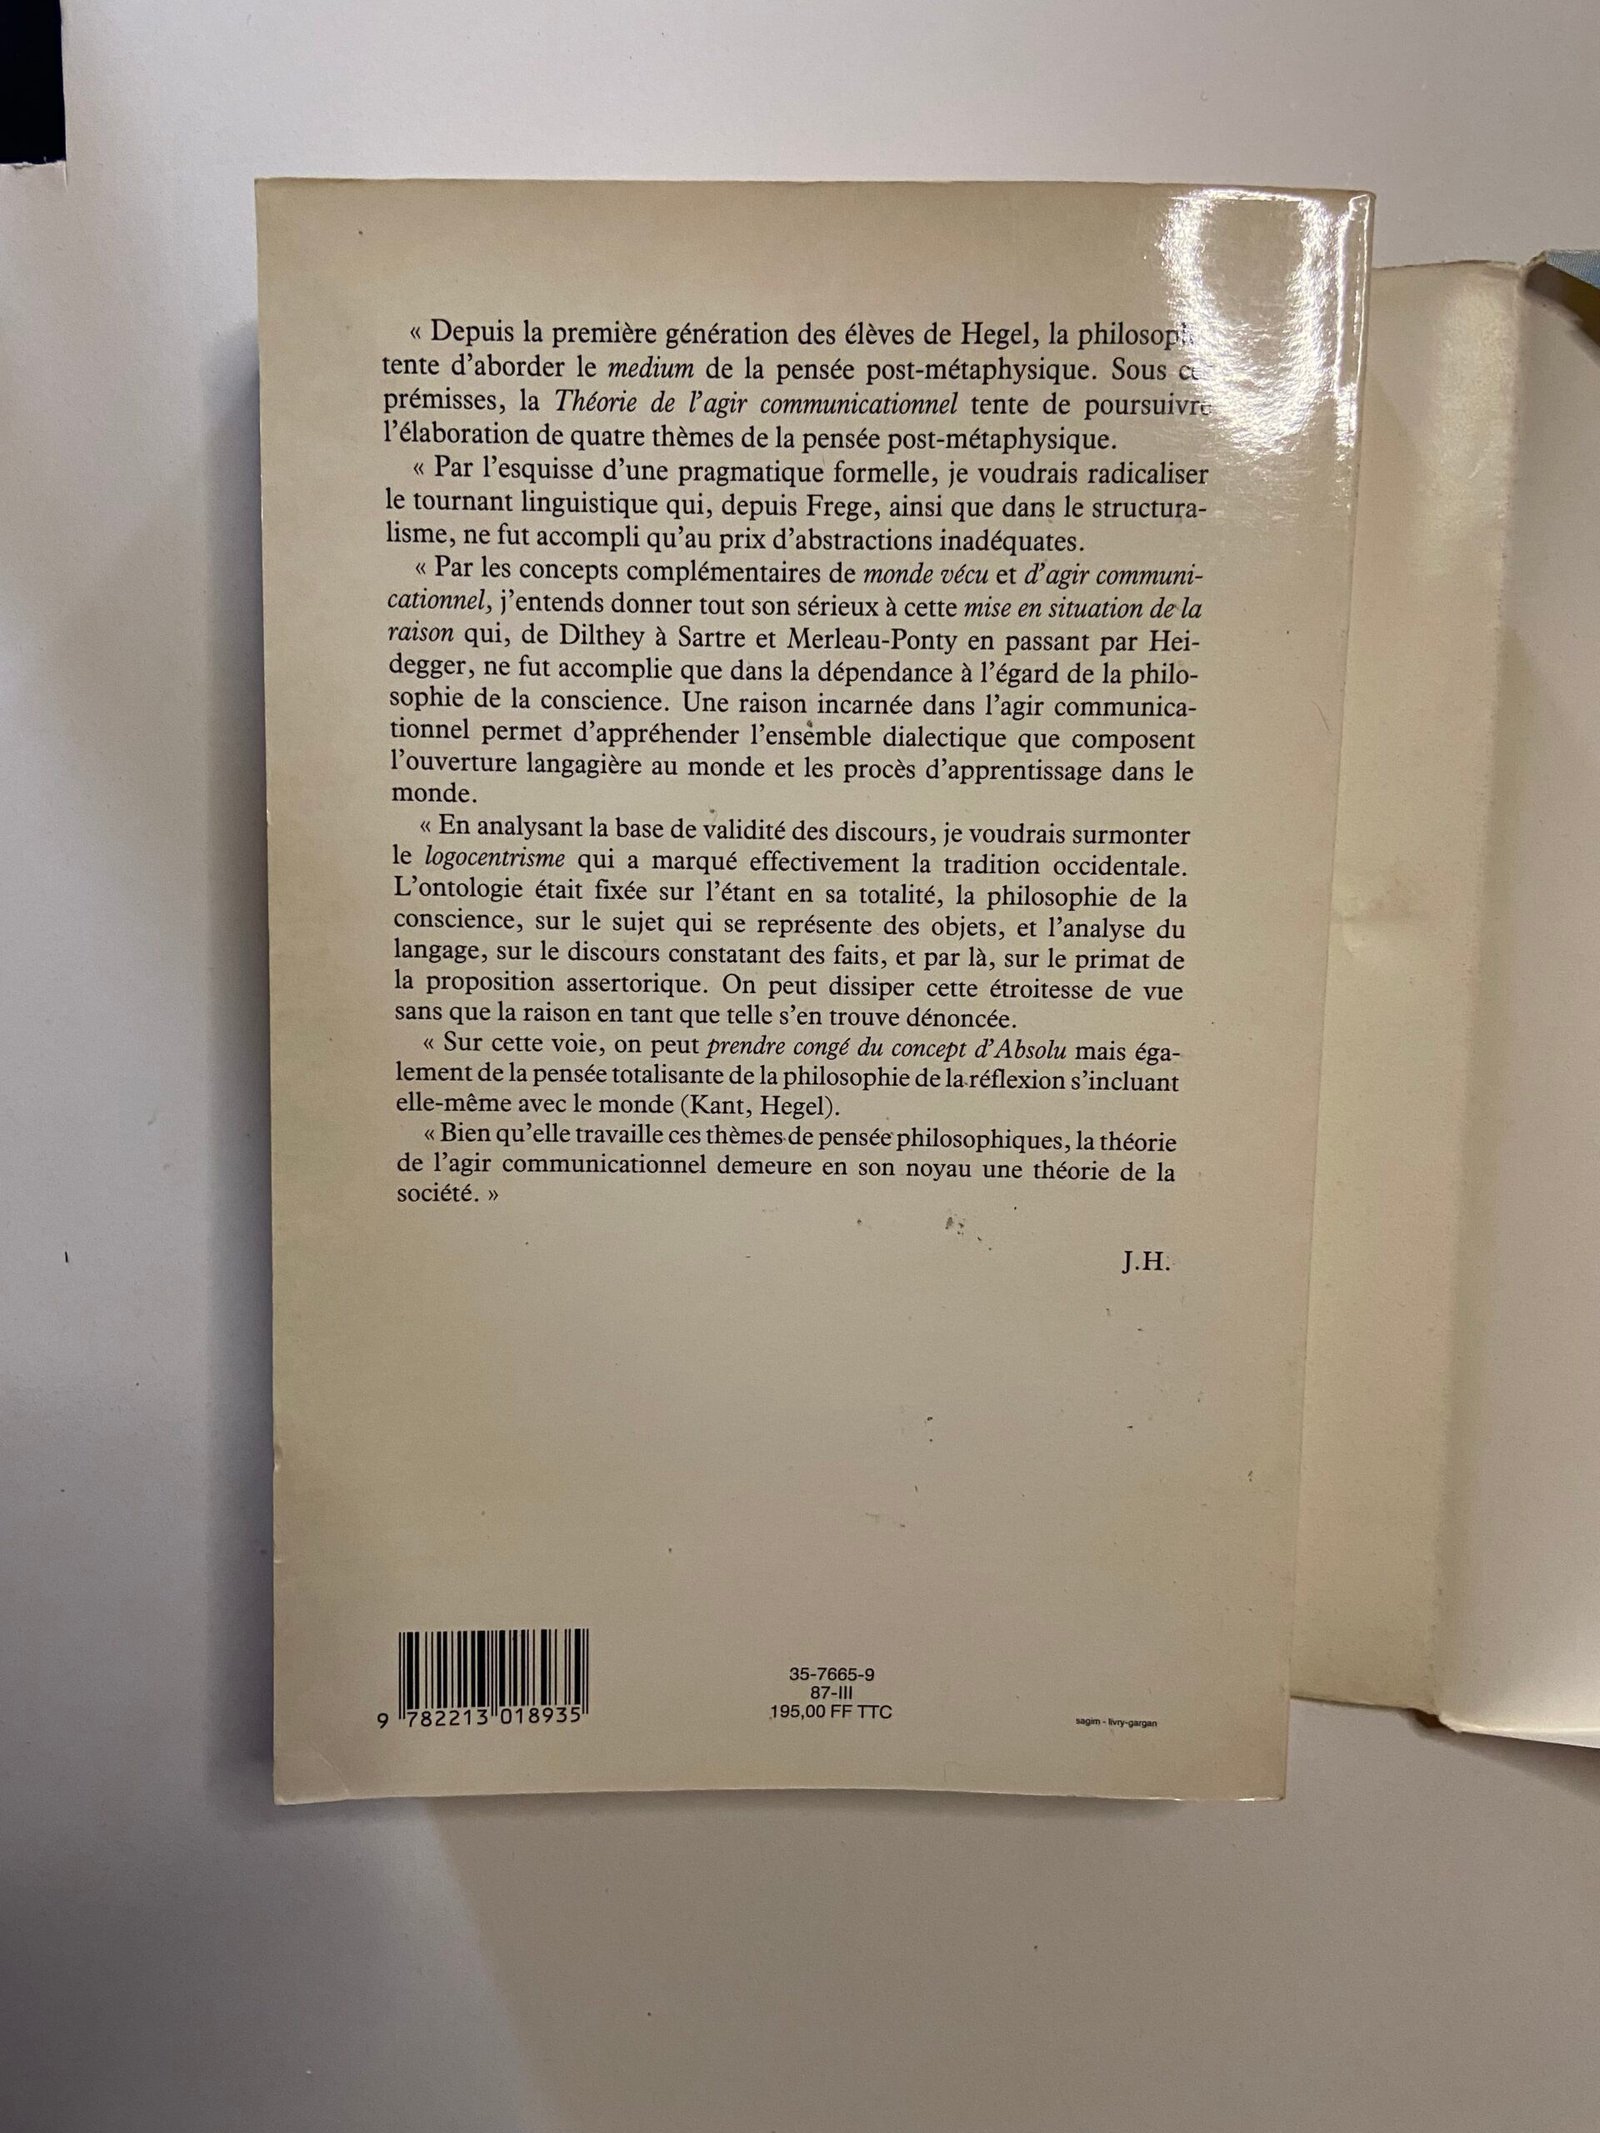 « Depuis la première génération des élèves de Hegel, la
tente d'aborder le medium de la pensée post-métaphysique. Sous
prémisses, la Théorie de l'agir communicationnel tente de poursuivre
l'élaboration de quatre thèmes de la pensée post-métaphysique.
« Par l'esquisse d'une pragmatique formelle, je voudrais radicaliser
le tournant linguistique qui, depuis Frege, ainsi que dans le structura-
lisme, ne fut accompli qu'au prix d'abstractions inadéquates.
« Par les concepts complémentaires de monde vécu et d'agir communi-
cationnel, j'entends donner tout son sérieux à cette mise en situation de la
raison qui, de Dilthey à Sartre et Merleau-Ponty en passant par Hei-
degger, ne fut accomplie que dans la dépendance à l'égard de la philo-
sophie de la conscience. Une raison incarnée dans l'agir communica-
tionnel permet d'appréhender l'ensemble dialectique que composent
l'ouverture langagière au monde et les procès d'apprentissage dans le
monde.
« En analysant la base de validité des discours, je voudrais surmonter
le logocentrisme qui a marqué effectivement la tradition occidentale.
L'ontologie était fixée sur l'étant en sa totalité, la philosophie de la
conscience, sur le sujet qui se représente des objets, et l'analyse du
langage, sur le discours constatant des faits, et par là, sur le primat de
la proposition assertorique. On peut dissiper cette étroitesse de vue
sans que la raison en tant que telle s'en trouve dénoncée.
« Sur cette voie, on peut prendre congé du concept d'Absolu mais éga-
lement de la pensée totalisante de la philosophie de la réflexion s'incluant
elle-même avec le monde (Kant, Hegel).
« Bien qu'elle travaille ces thèmes de pensée philosophiques, la théorie
de l'agir communicationnel demeure en son noyau une théorie de la
société. »
J.H.
9 782213 018935
35-7665-9
87-III
195,00 FF TTC
sagim - livry-gargan